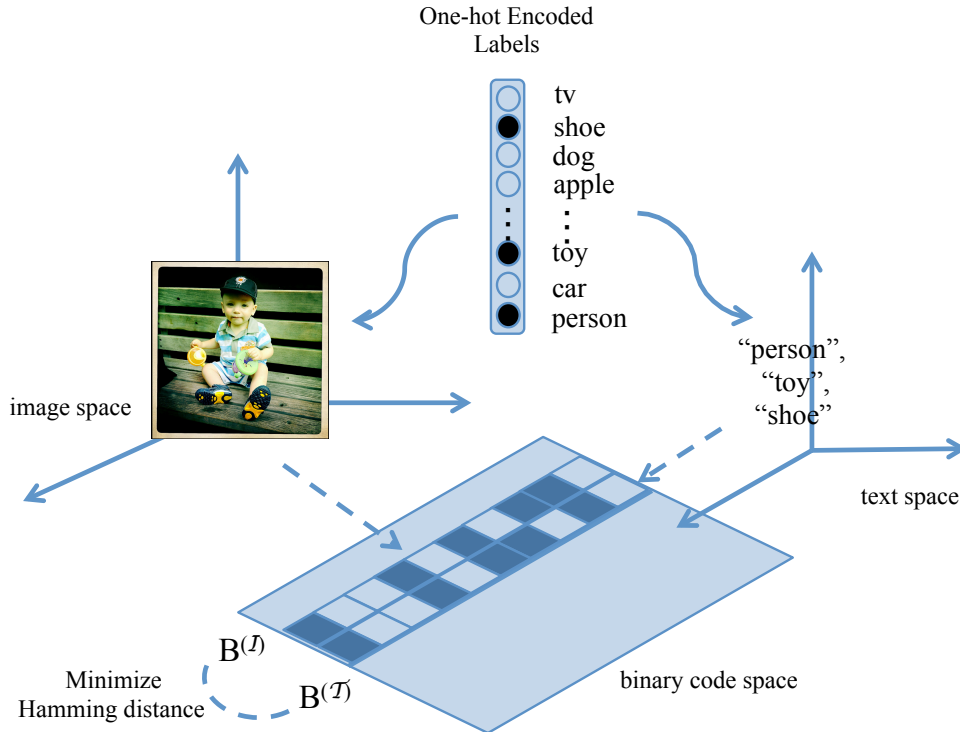 One-hot Encoded
Labels
tv
shoe
dog
apple
toy
car
person
“person”,
“toy”,
“shoe”
image space
text space
B(I)
B(T)
Minimize
Hamming distance
binary code space